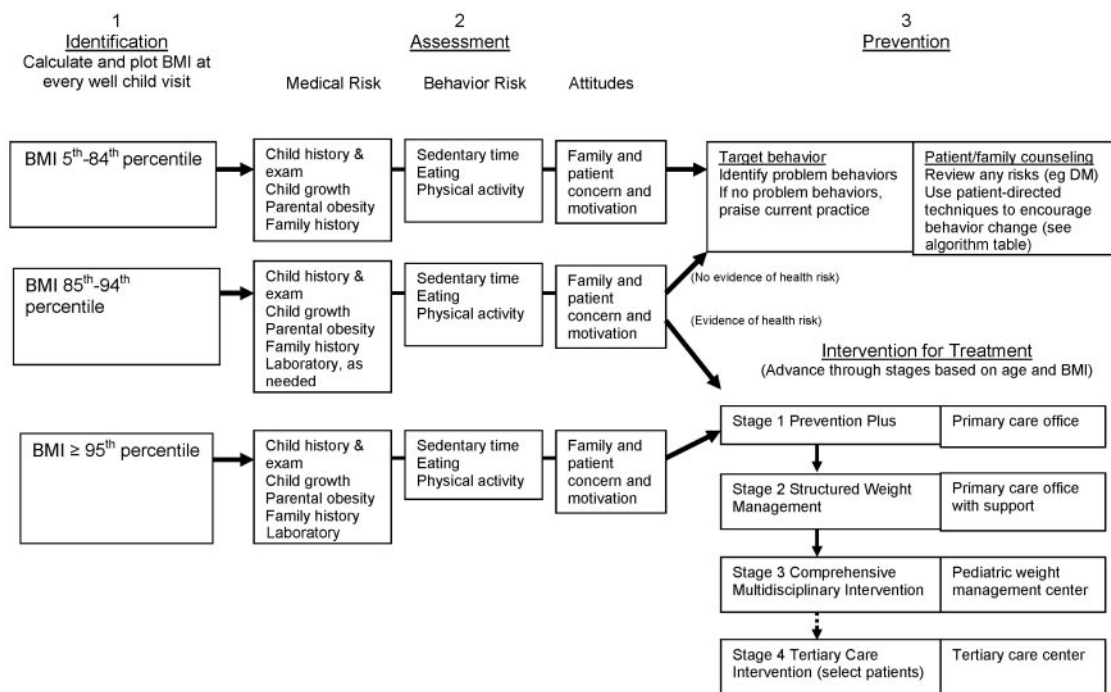 1
Identification
Calculate and plot BMI at
every well child visit
2
Assessment
Medical Risk
Behavior Risk
Attitudes
3
Prevention
BMI 5th-84th percentile
Child history &
exam
Child growth
Parental obesity
Family history
Sedentary time
Eating
Physical activity
Family and
patient
concern and
motivation
Target behavior
Identify problem behaviors
If no problem behaviors,
praise current practice
Patient/family counseling
Review any risks (eg DM)
Use patient-directed
techniques to encourage
behavior change (see
algorithm table)
BMI 85th-94th
percentile
Child history &
exam
Child growth
Parental obesity
Family history
Laboratory, as
needed
Sedentary time
Eating
Physical activity
Family and
patient
concern and
motivation
(No evidence of health risk)
(Evidence of health risk)
Intervention for Treatment
(Advance through stages based on age and BMI)
BMI ≥ 95th percentile
Child history &
exam
Child growth
Parental obesity
Family history
Laboratory
Sedentary time
Eating
Physical activity
Family and
patient
concern and
motivation
Stage 1 Prevention Plus
Primary care office
Stage 2 Structured Weight
Management
Primary care office
with support
Stage 3 Comprehensive
Multidisciplinary Intervention
Pediatric weight
management center
Stage 4 Tertiary Care
Intervention (select patients)
Tertiary care center